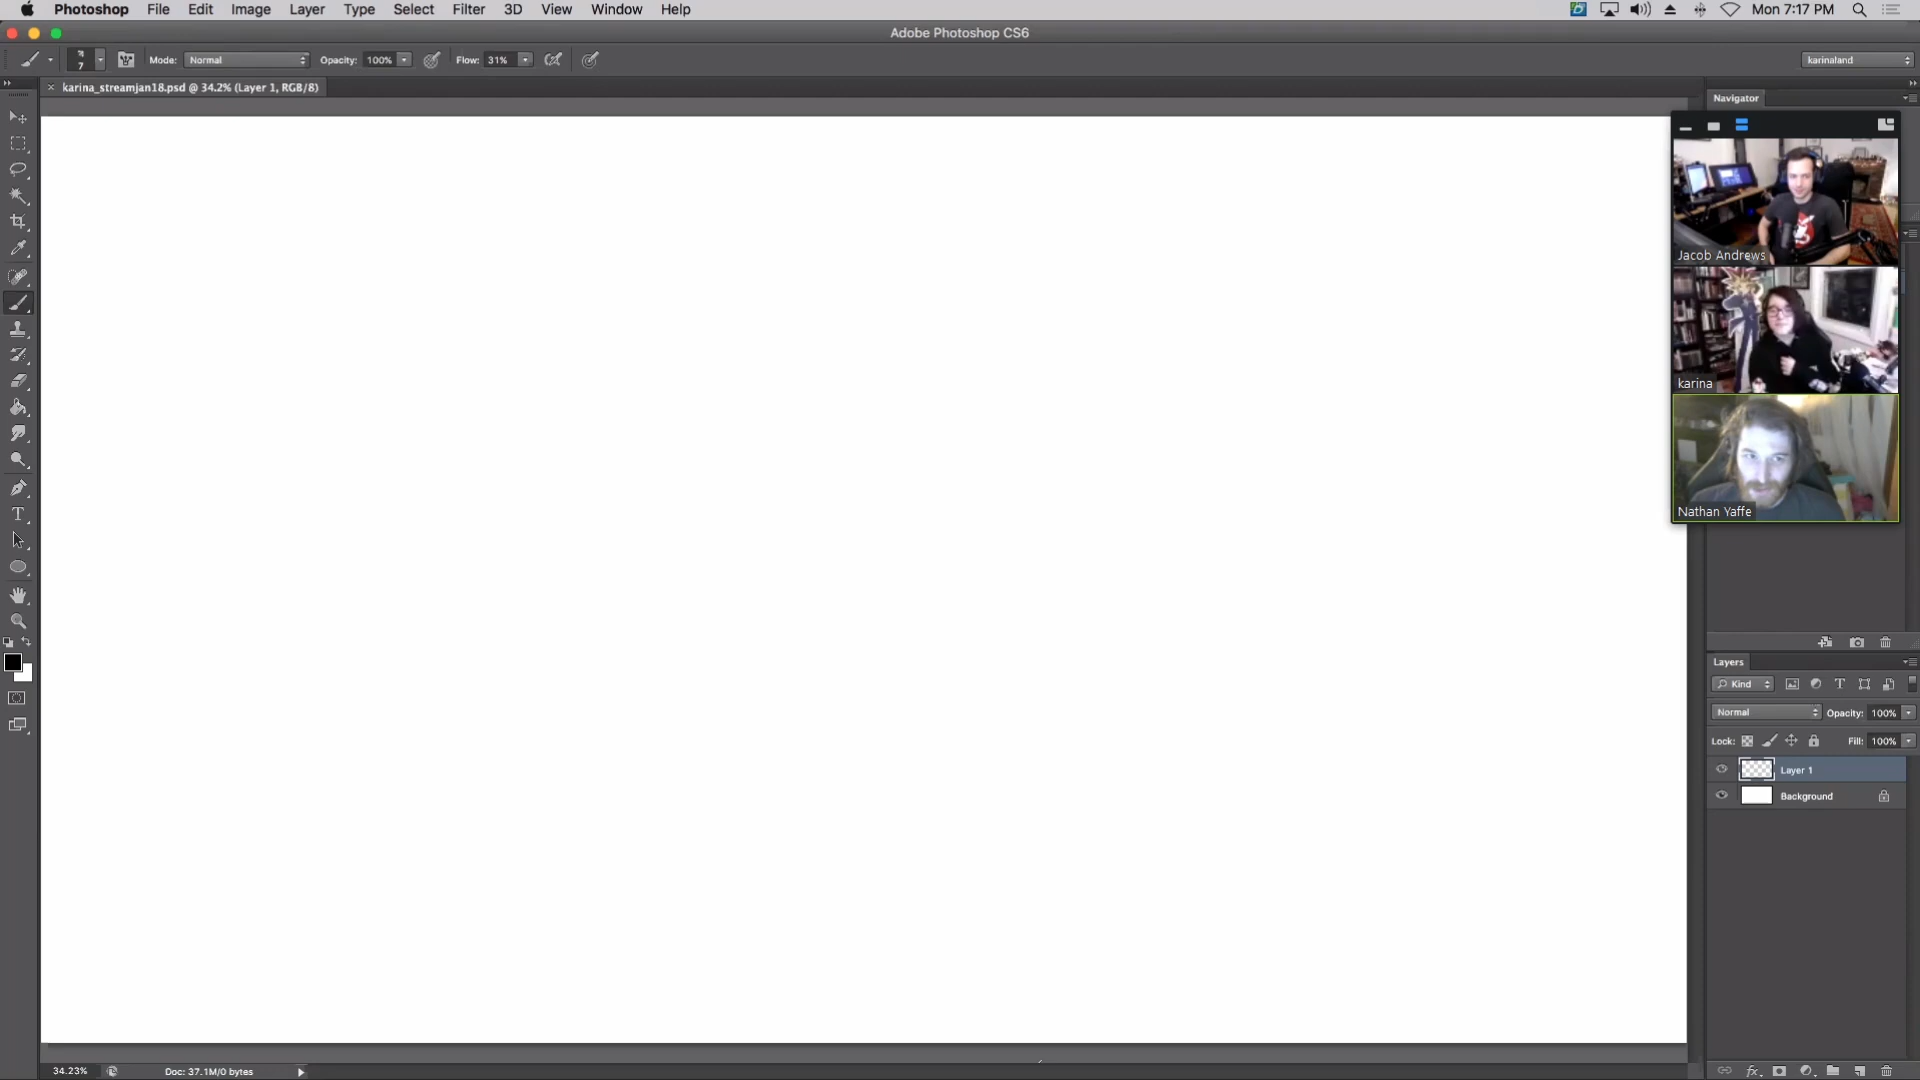 Photoshop File Edit Image Layer Type Select Filter 3D View Window Help Mon 7:17 PM
Adobe Photoshop CS6
7 Mode: Normal Opacity: 100% Flow: 31% karinaland
karina_streamjan18.psd @ 34.2% (Layer 1, RGB/8)
Navigator
Jacob Andrews
karina
Nathan Yaffe
Layers
Kind
Normal Opacity: 100%
Lock: Fill: 100%
Layer 1
Background
34.23% Doc: 37.1M/0 bytes